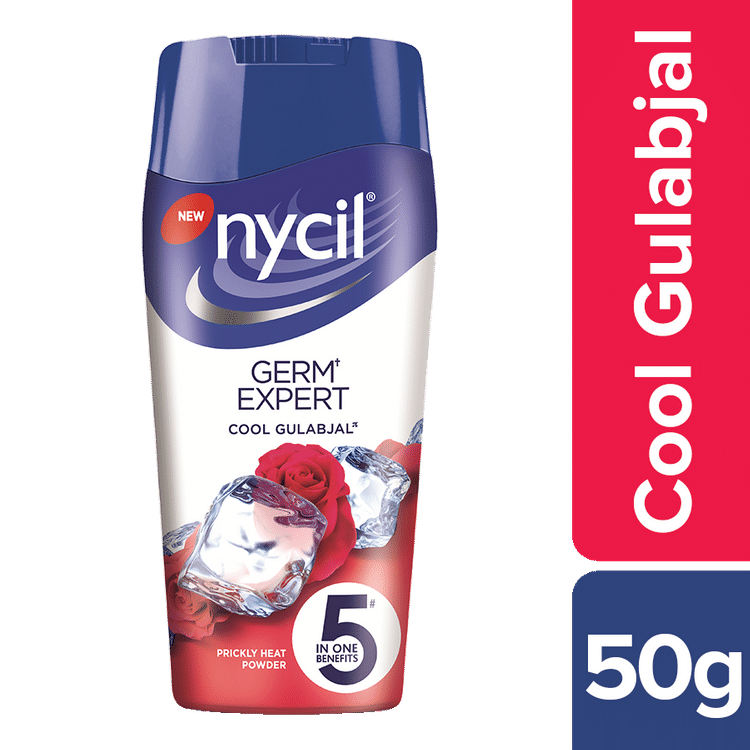 NEW
nycil®
GERM†
EXPERT
COOL GULABJAL
PRICKLY HEAT
POWDER
5#
IN ONE
BENEFITS
Cool Gulabjal
50g